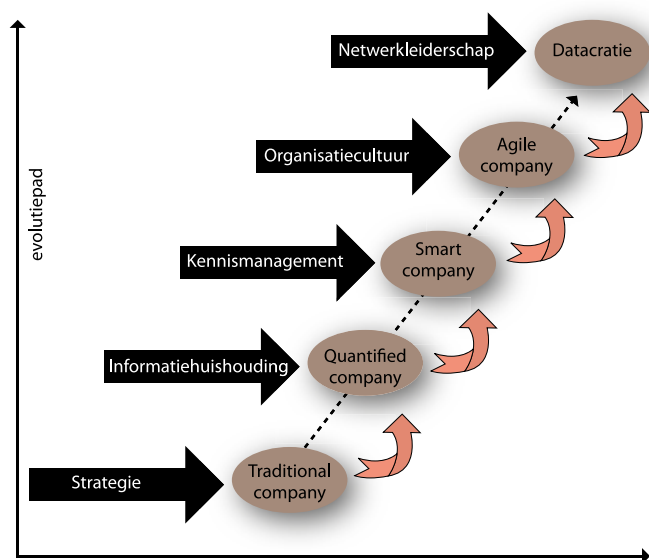 Netwerkleiderschap
Datacratie
Organisatiecultuur
Agile
company
evolutiepad
Kennismanagement
Smart
company
Informatiehuishouding
Quantified
company
Strategie
Traditional
company